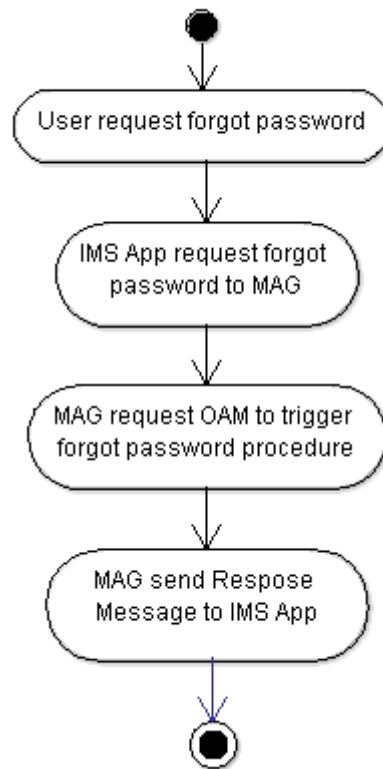 User request forgot password
IMS App request forgot
password to MAG
MAG request OAM to trigger
forgot password procedure
MAG send Respose
Message to IMS App